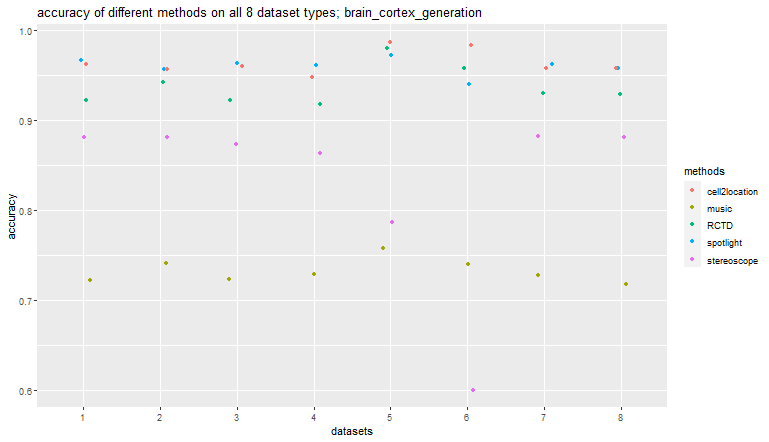 accuracy of different methods on all 8 dataset types; brain_cortex_generation
accuracy
1.0
0.9
0.8
0.7
0.6
1 2 3 4 5 6 7 8
datasets
methods
cell2location
music
RCTD
spotlight
stereoscope